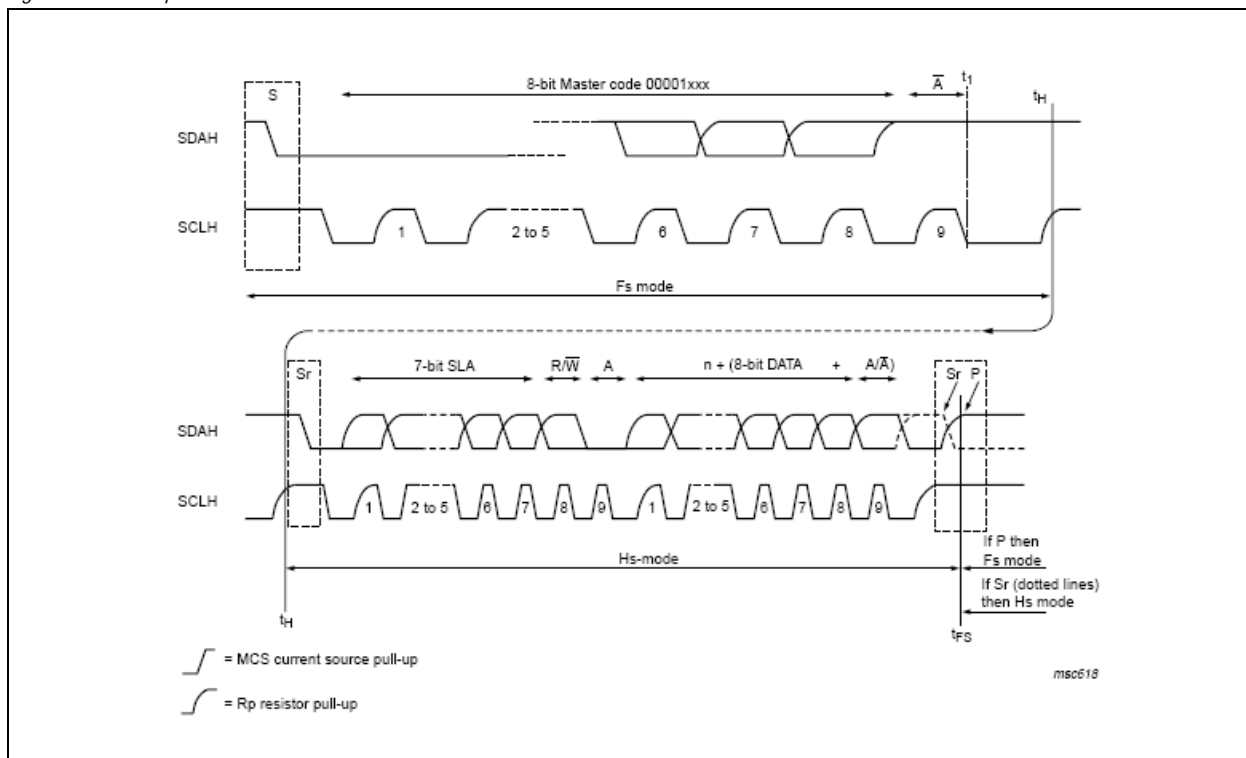 8-bit Master code 00001xxx
A̅
t1
S
tH
SDAH
SCLH
1
2 to 5
6
7
8
9
Fs mode
Sr
7-bit SLA
R/W̅
A
n + (8-bit DATA + A/A̅)
Sr P
SDAH
SCLH
1
2 to 5
6
7
8
9
1
2 to 5
6
7
8
9
If P then
Fs mode
Hs-mode
If Sr (dotted lines)
then Hs mode
tH
tFS
= MCS current source pull-up
msc618
= Rp resistor pull-up